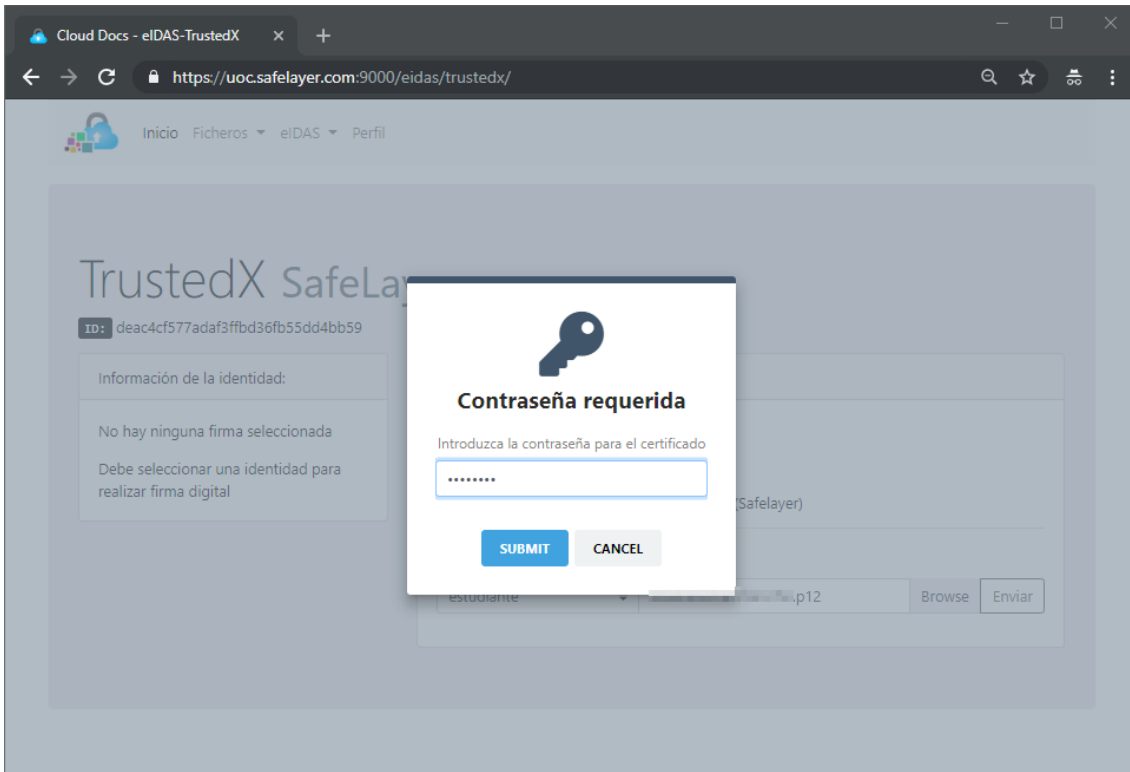 Cloud Docs - eIDAS-TrustedX
https://uoc.safelayer.com:9000/eidas/trustedx/
Inicio Ficheros eIDAS Perfil
TrustedX SafeLay
ID: deac4cf577adaf3ffbd36fb55dd4bb59
Información de la identidad:
No hay ninguna firma seleccionada
Debe seleccionar una identidad para
realizar firma digital
Contraseña requerida
Introduzca la contraseña para el certificado
••••••••
SUBMIT CANCEL
(Safelayer)
estudiante .p12 Browse Enviar